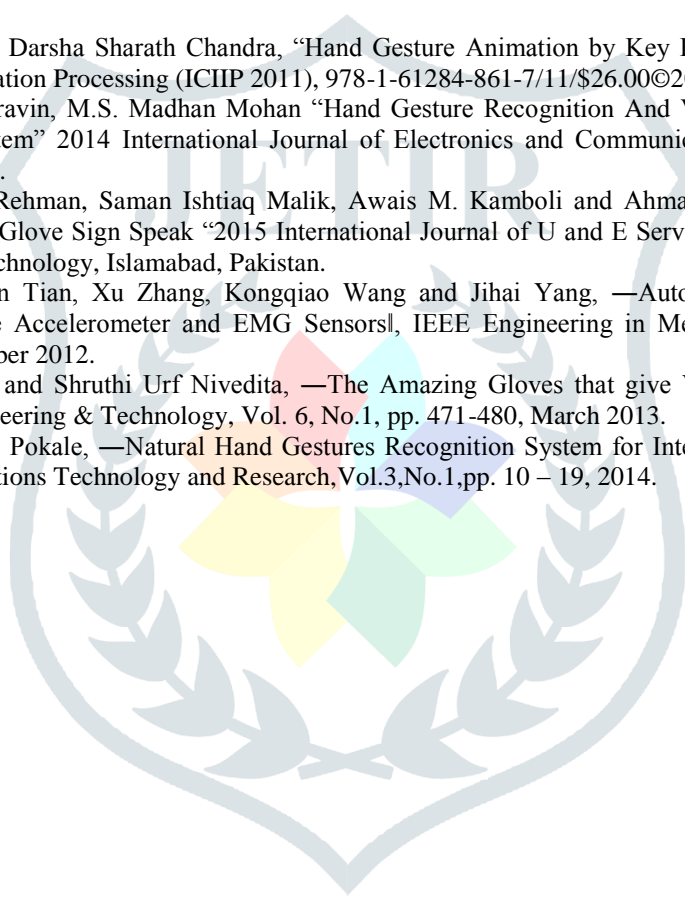 Darsha Sharath Chandra, “Hand Gesture Animation by Key
ation Processing (ICIIP 2011), 978-1-61284-861-7/11/$26.00©20
ravin, M.S. Madhan Mohan “Hand Gesture Recognition And
tem” 2014 International Journal of Electronics and Communic
.
Rehman, Saman Ishtiaq Malik, Awais M. Kamboli and Ahma
Glove Sign Speak “2015 International Journal of U and E Serv
chnology, Islamabad, Pakistan.
n Tian, Xu Zhang, Kongqiao Wang and Jihai Yang, ―Auto
e Accelerometer and EMG Sensors‖, IEEE Engineering in Me
ber 2012.
and Shruthi Urf Nivedita, ―The Amazing Gloves that give
eering & Technology, Vol. 6, No.1, pp. 471-480, March 2013.
Pokale, ―Natural Hand Gestures Recognition System for Inte
tions Technology and Research,Vol.3,No.1,pp. 10 – 19, 2014.
JETIR